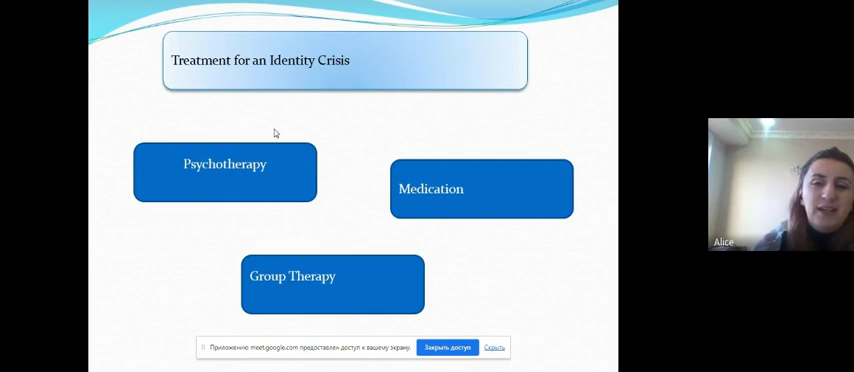 Treatment for an Identity Crisis
Psychotherapy
Medication
Group Therapy
Alice
Приложению meet.google.com предоставлен доступ к вашему экрану.
Закрыть доступ
Скрыть